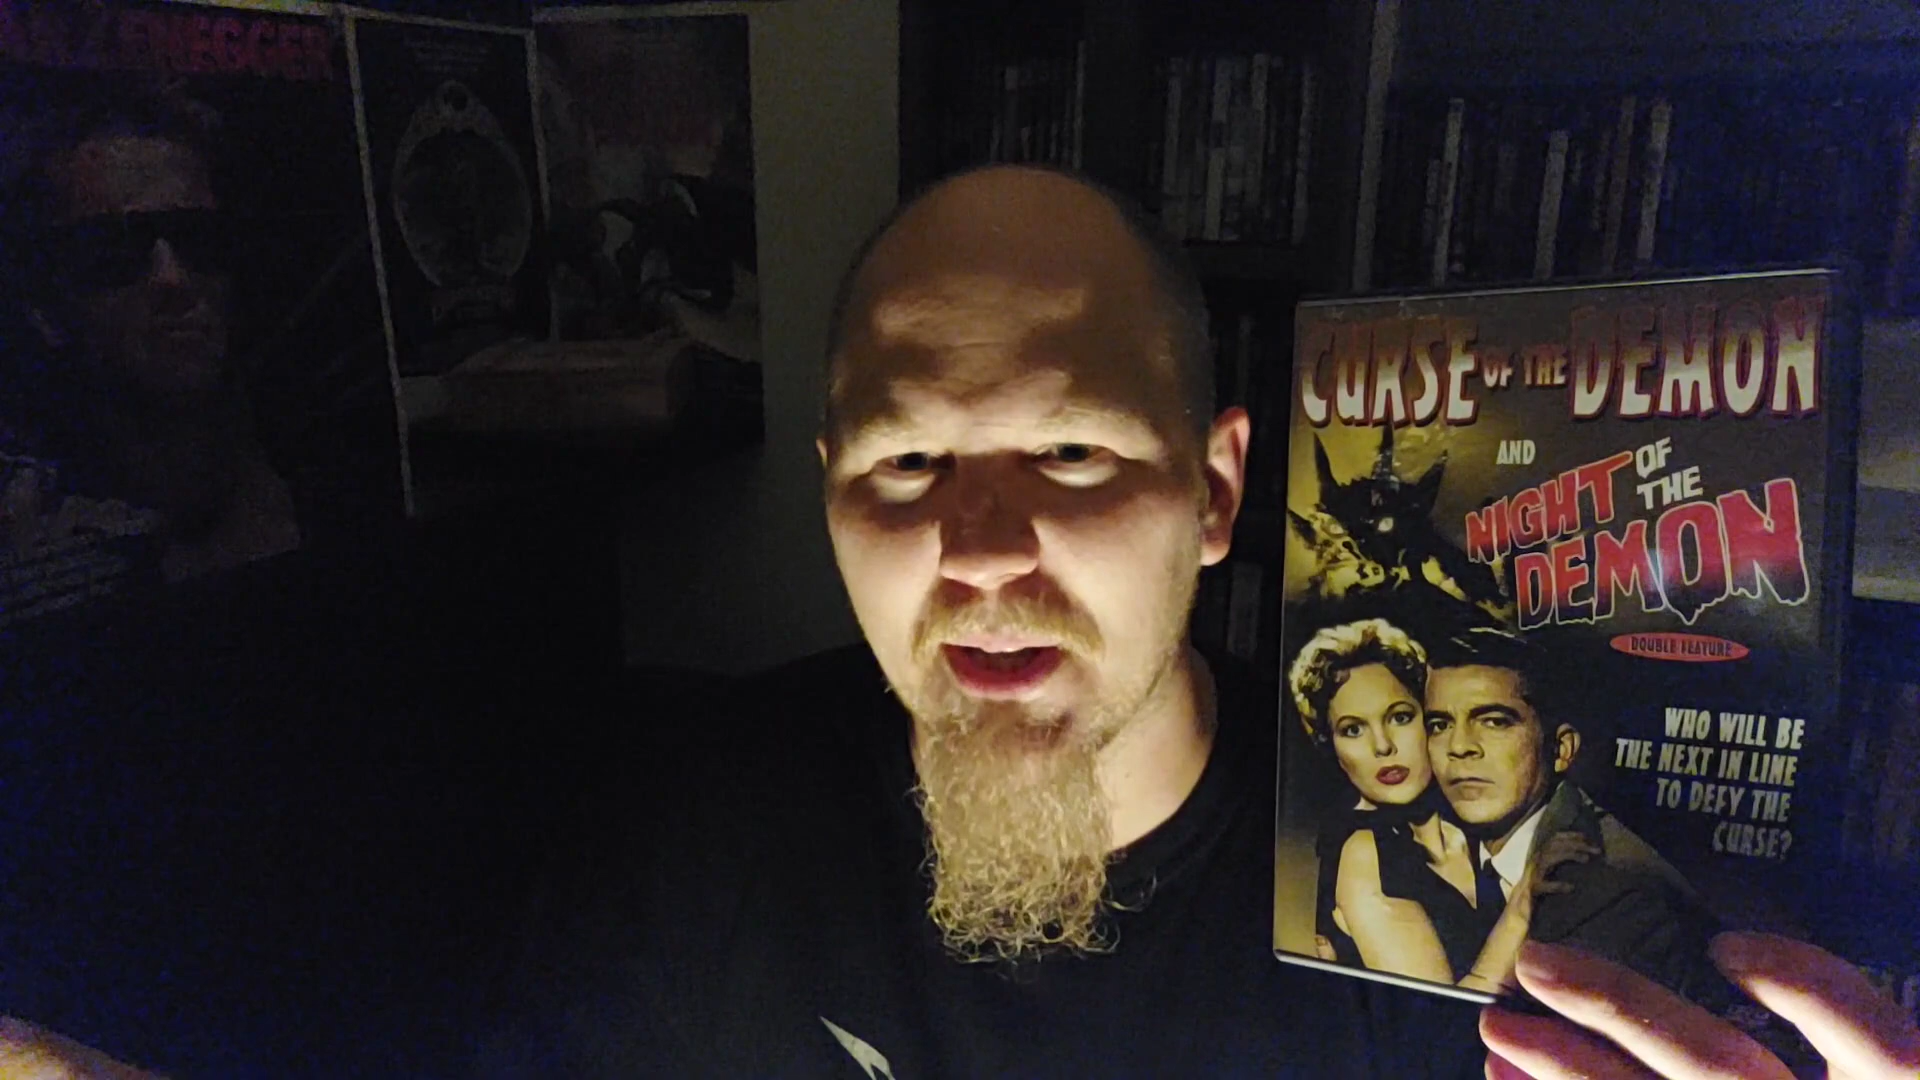 CURSE OF THE DEMON
AND
NIGHT OF
THE
DEMON
DOUBLE FEATURE
WHO WILL BE
THE NEXT IN LINE
TO DEFY THE
CURSE?